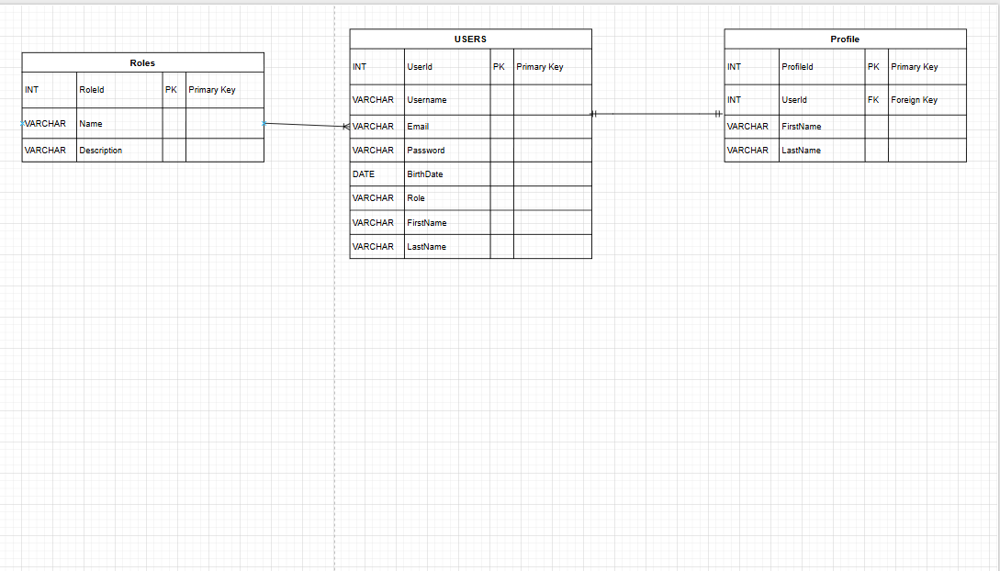 Roles
INT RoleId PK Primary Key
VARCHAR Name
VARCHAR Description
USERS
INT UserId PK Primary Key
VARCHAR Username
VARCHAR Email
VARCHAR Password
DATE BirthDate
VARCHAR Role
VARCHAR FirstName
VARCHAR LastName
Profile
INT ProfileId PK Primary Key
INT UserId FK Foreign Key
VARCHAR FirstName
VARCHAR LastName